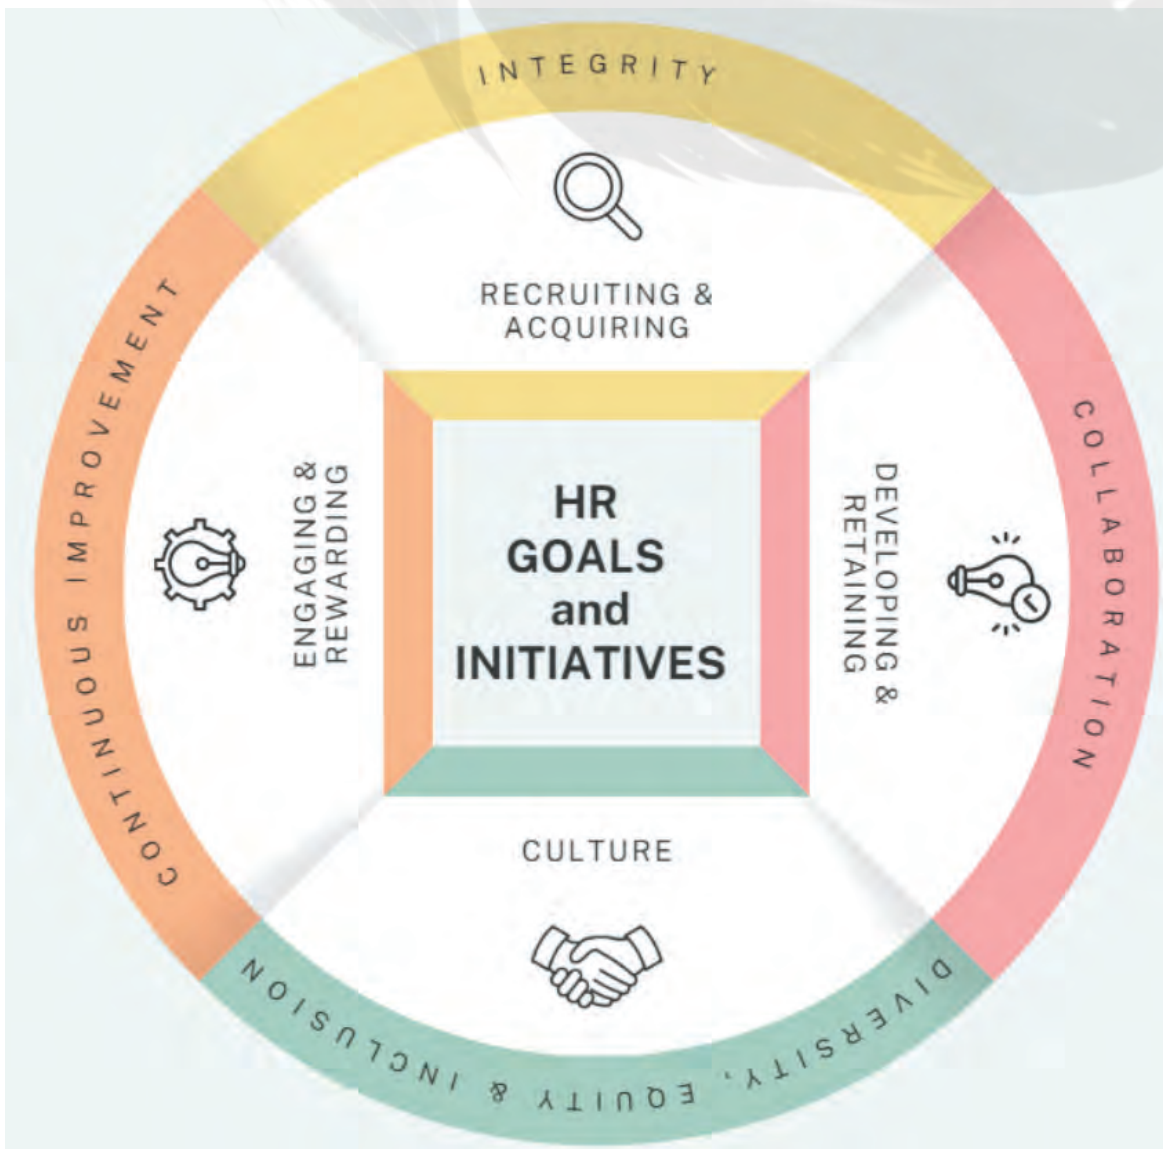 INTEGRITY
RECRUITING &
ACQUIRING
COLLABORATION
DEVELOPING &
RETAINING
HR
GOALS
and
INITIATIVES
ENGAGING &
REWARDING
CONTINUOUS IMPROVEMENT
CULTURE
DIVERSITY, EQUITY & INCLUSION